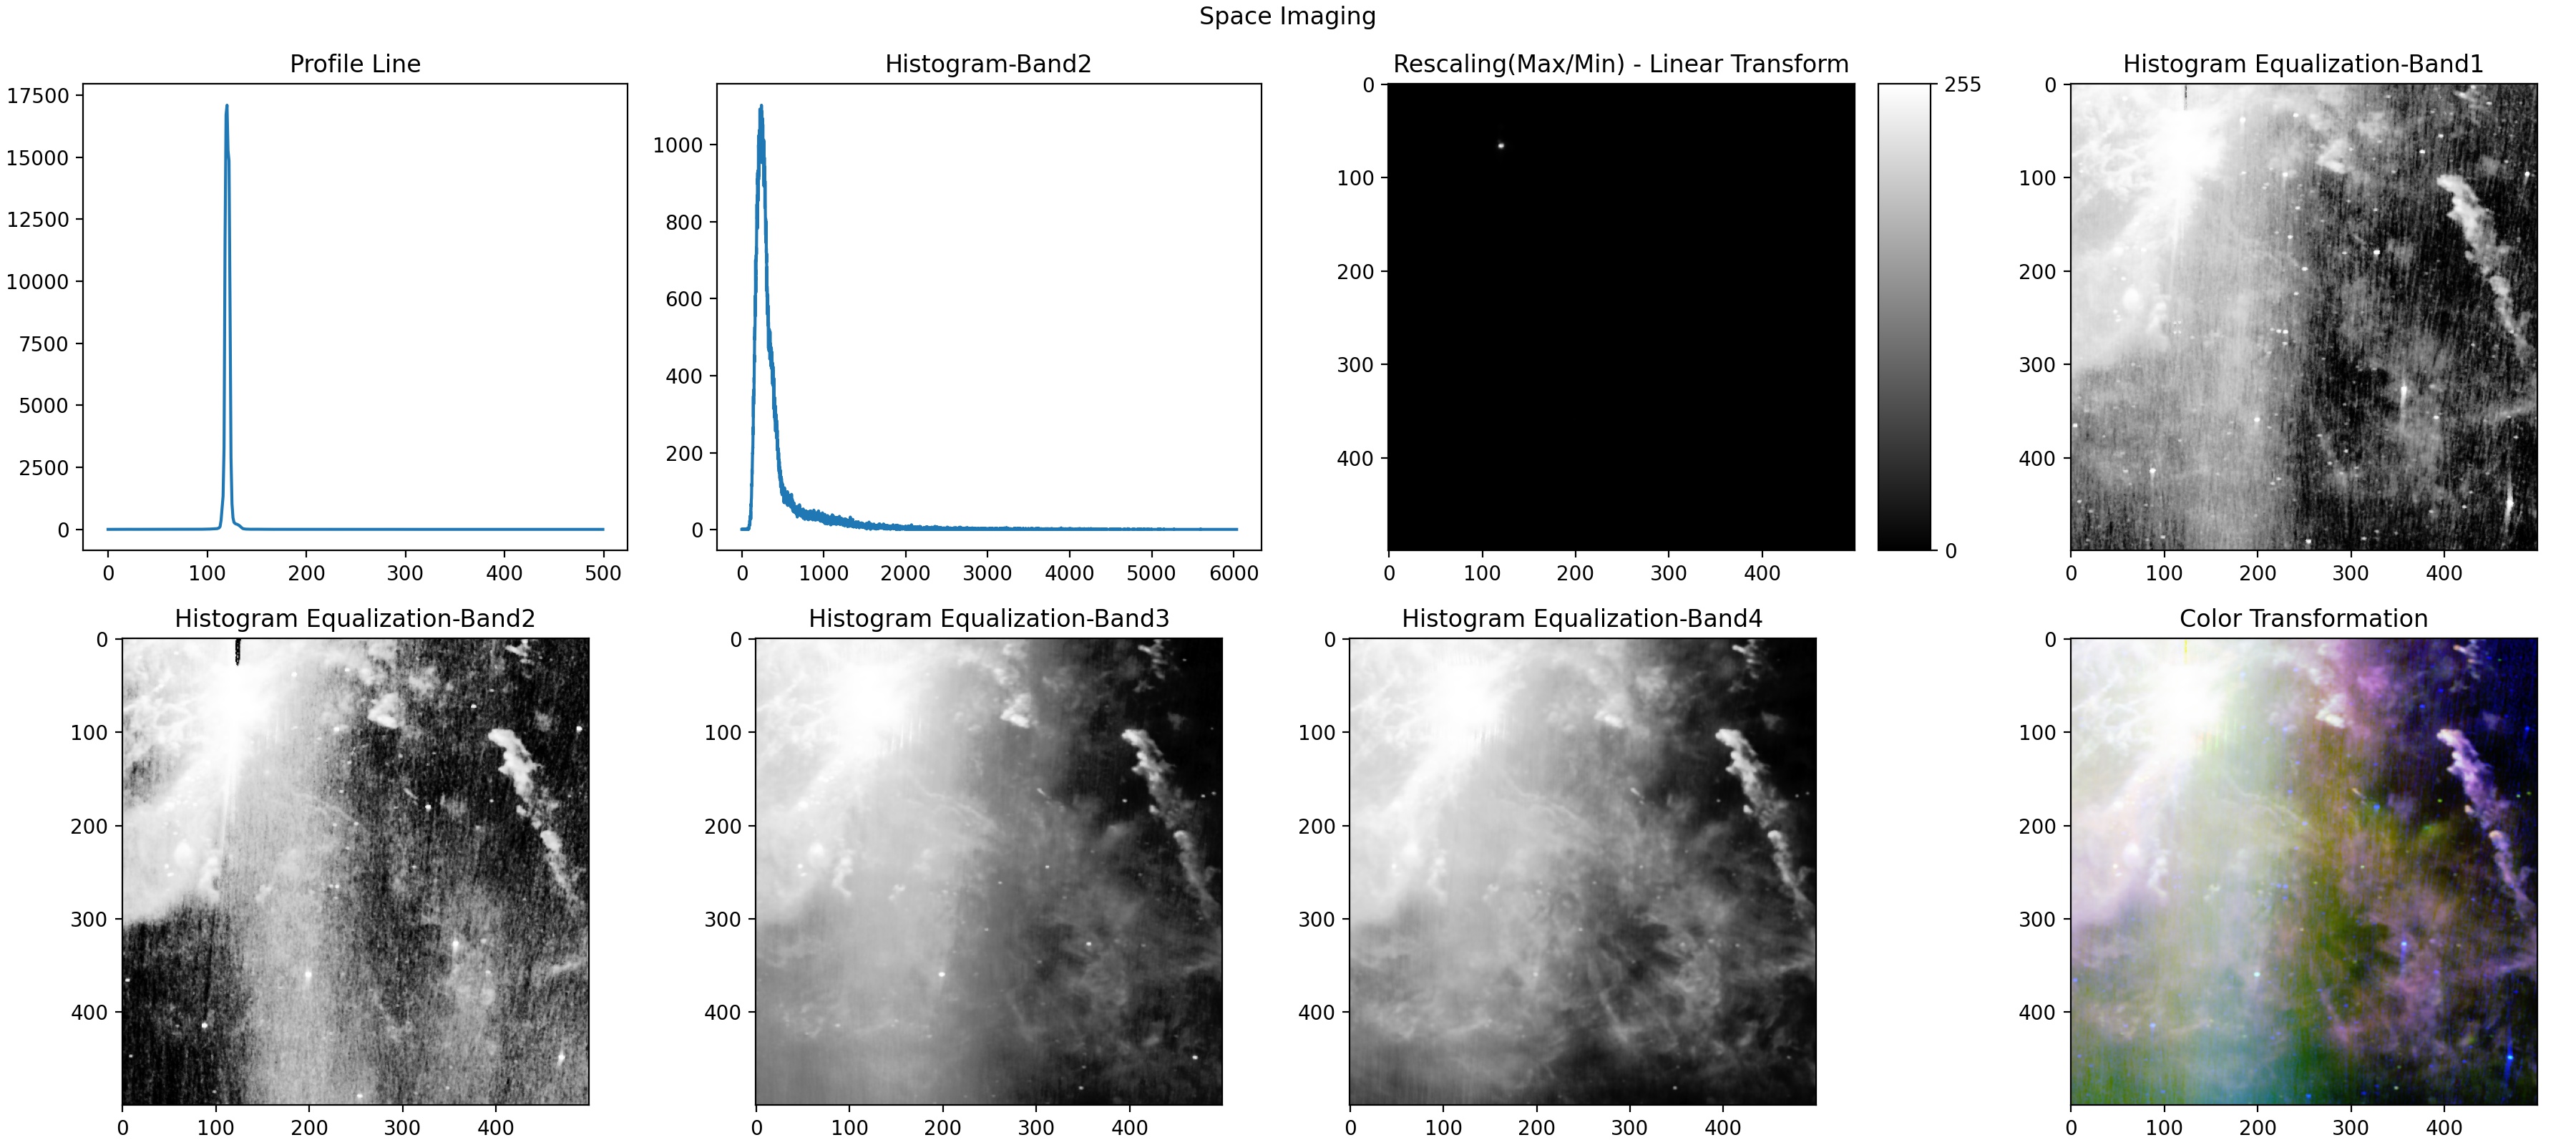 Space Imaging
Profile Line
17500
15000
12500
10000
7500
5000
2500
0
0 100 200 300 400 500
Histogram-Band2
1000
800
600
400
200
0
0 1000 2000 3000 4000 5000 6000
Rescaling(Max/Min) - Linear Transform
0
100
200
300
400
0 100 200 300 400
255
0
Histogram Equalization-Band1
0
100
200
300
400
0 100 200 300 400
Histogram Equalization-Band2
0
100
200
300
400
0 100 200 300 400
Histogram Equalization-Band3
0
100
200
300
400
0 100 200 300 400
Histogram Equalization-Band4
0
100
200
300
400
0 100 200 300 400
Color Transformation
0
100
200
300
400
0 100 200 300 400